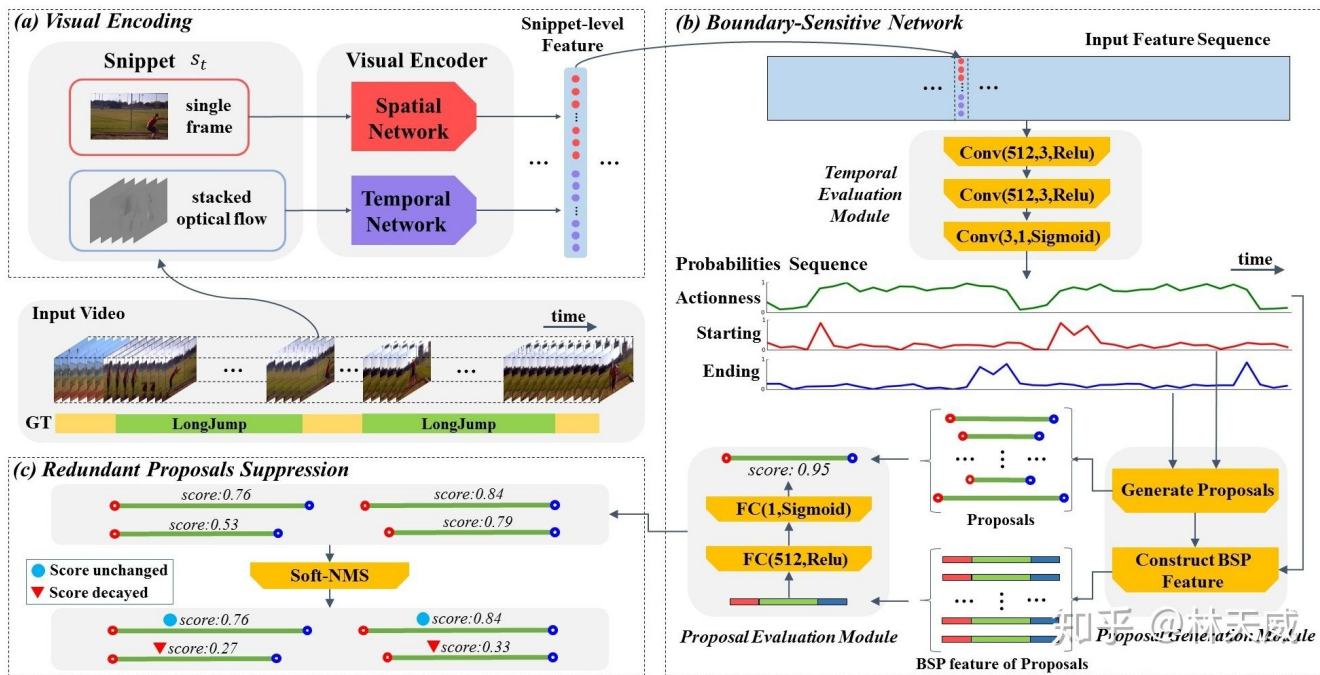 (a) Visual Encoding
Snippet s_t
single
frame
stacked
optical flow
Visual Encoder
Spatial
Network
Temporal
Network
Snippet-level
Feature
...
...
Input Video
time
...
...
...
GT
LongJump
LongJump
(b) Boundary-Sensitive Network
Input Feature Sequence
...
...
Temporal
Evaluation
Module
Conv(512,3,Relu)
Conv(512,3,Relu)
Conv(3,1,Sigmoid)
Probabilities Sequence
time
Actionness
1
0
Starting
1
0
Ending
1
0
score: 0.95
FC(1,Sigmoid)
FC(512,Relu)
Proposal Evaluation Module
Proposals
BSP feature of Proposals
Generate Proposals
Construct BSP
Feature
Proposal Generation Module
(c) Redundant Proposals Suppression
score:0.76
score:0.84
score:0.53
score:0.79
Score unchanged
Score decayed
Soft-NMS
score:0.76
score:0.84
score:0.27
score:0.33
知乎 @林天威